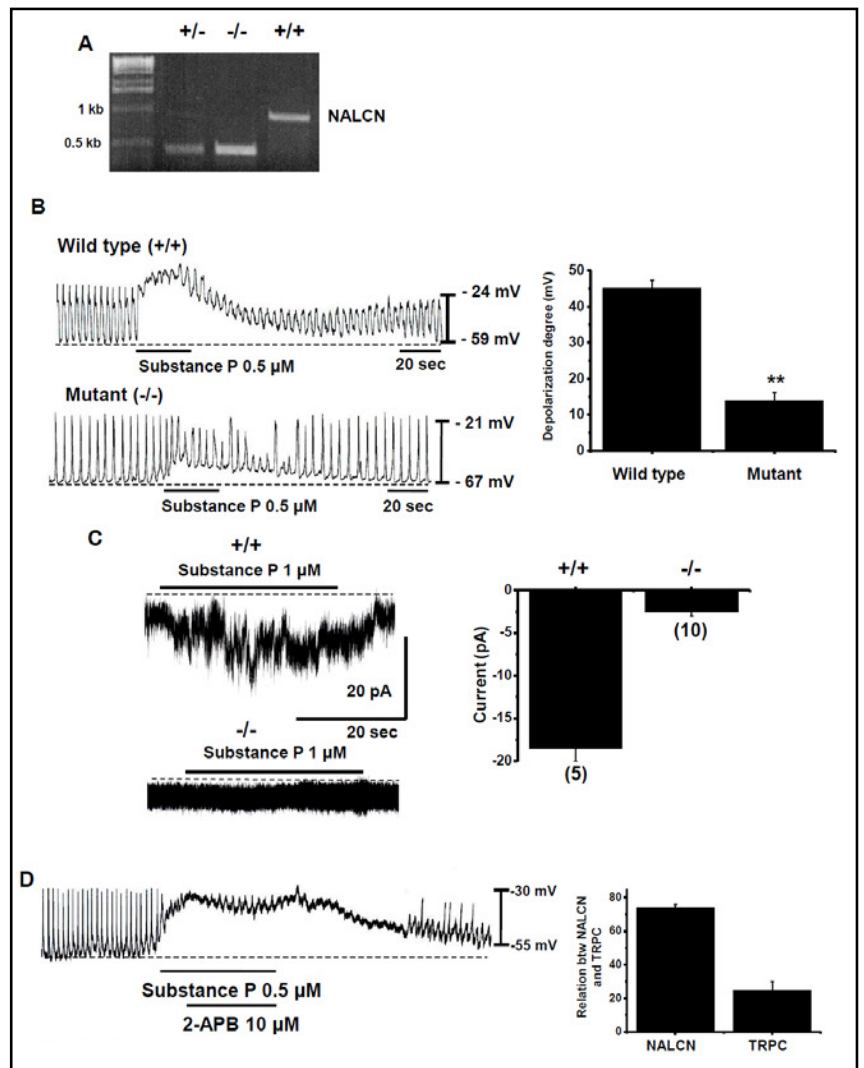 A
+/- -/- +/+
1 kb
NALCN
0.5 kb
B
Wild type (+/+)
- 24 mV
- 59 mV
Substance P 0.5 µM
20 sec
Mutant (-/-)
- 21 mV
- 67 mV
Substance P 0.5 µM
20 sec
Depolarization degree (mV)
50
40
30
20
10
0
**
Wild type Mutant
C
+/+
Substance P 1 µM
20 pA
20 sec
-/-
Substance P 1 µM
+/+ -/-
Current (pA)
0
-5
-10
-15
-20
(10)
(5)
D
-30 mV
-55 mV
Substance P 0.5 µM
2-APB 10 µM
Relation btw NALCN
and TRPC
80
60
40
20
0
NALCN TRPC